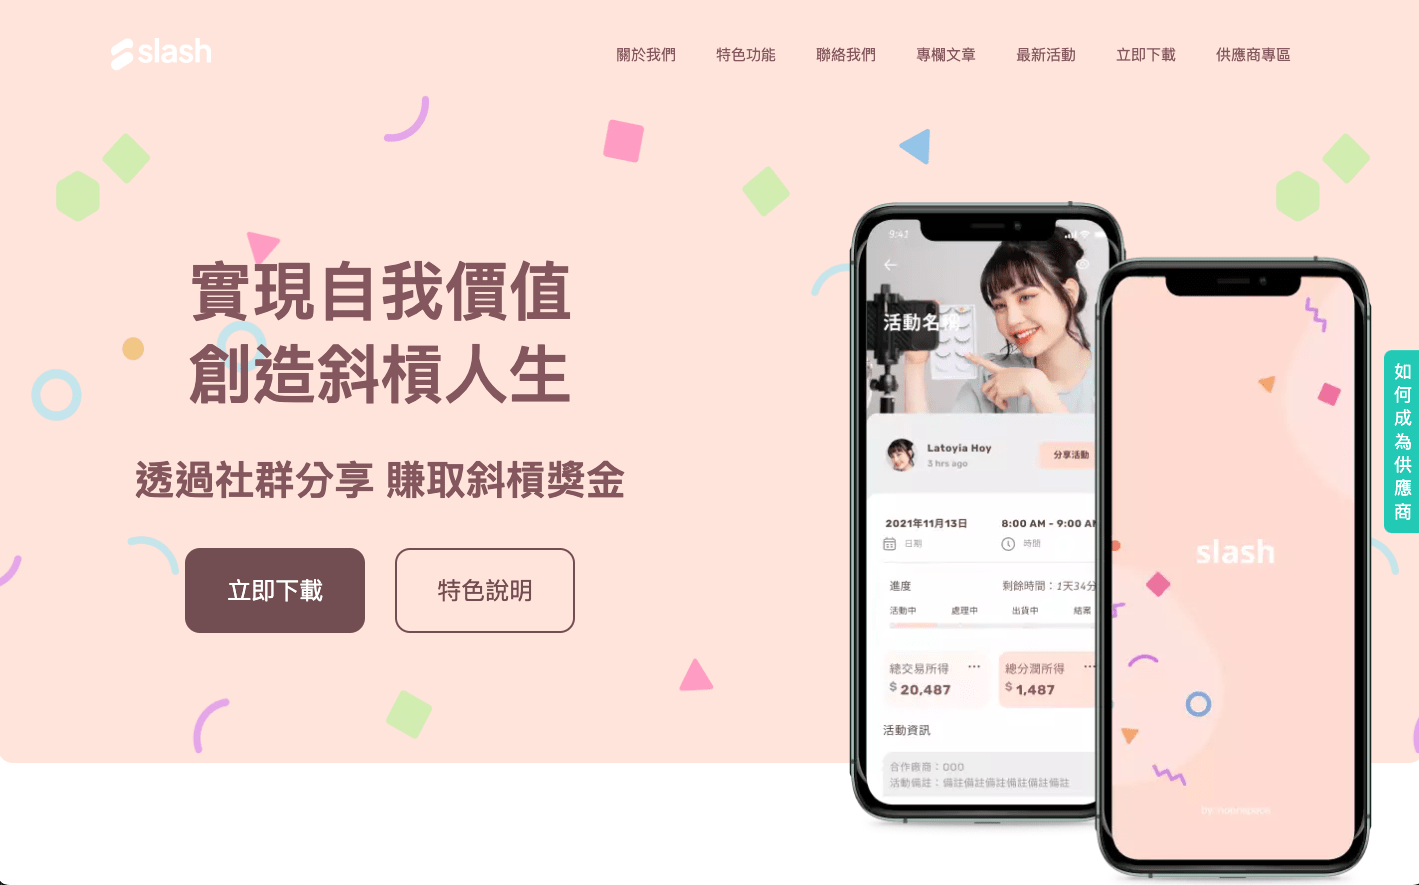 slash
關於我們
特色功能
聯絡我們
專欄文章
最新活動
立即下載
供應商專區
實現自我價值
創造斜槓人生
透過社群分享 賺取斜槓獎金
立即下載
特色說明
如何成為供應商
9:41
活動名稱
Latoyia Hoy
3 hrs ago
分享活動
2021年11月13日
8:00 AM - 9:00 AM
日期
時間
進度
剩餘時間：1天34分
活動中
處理中
出貨中
結案
總交易所得
$ 20,487
總分潤所得
$ 1,487
活動資訊
合作廠商：000
活動備註：備註備註備註備註備註備註
slash